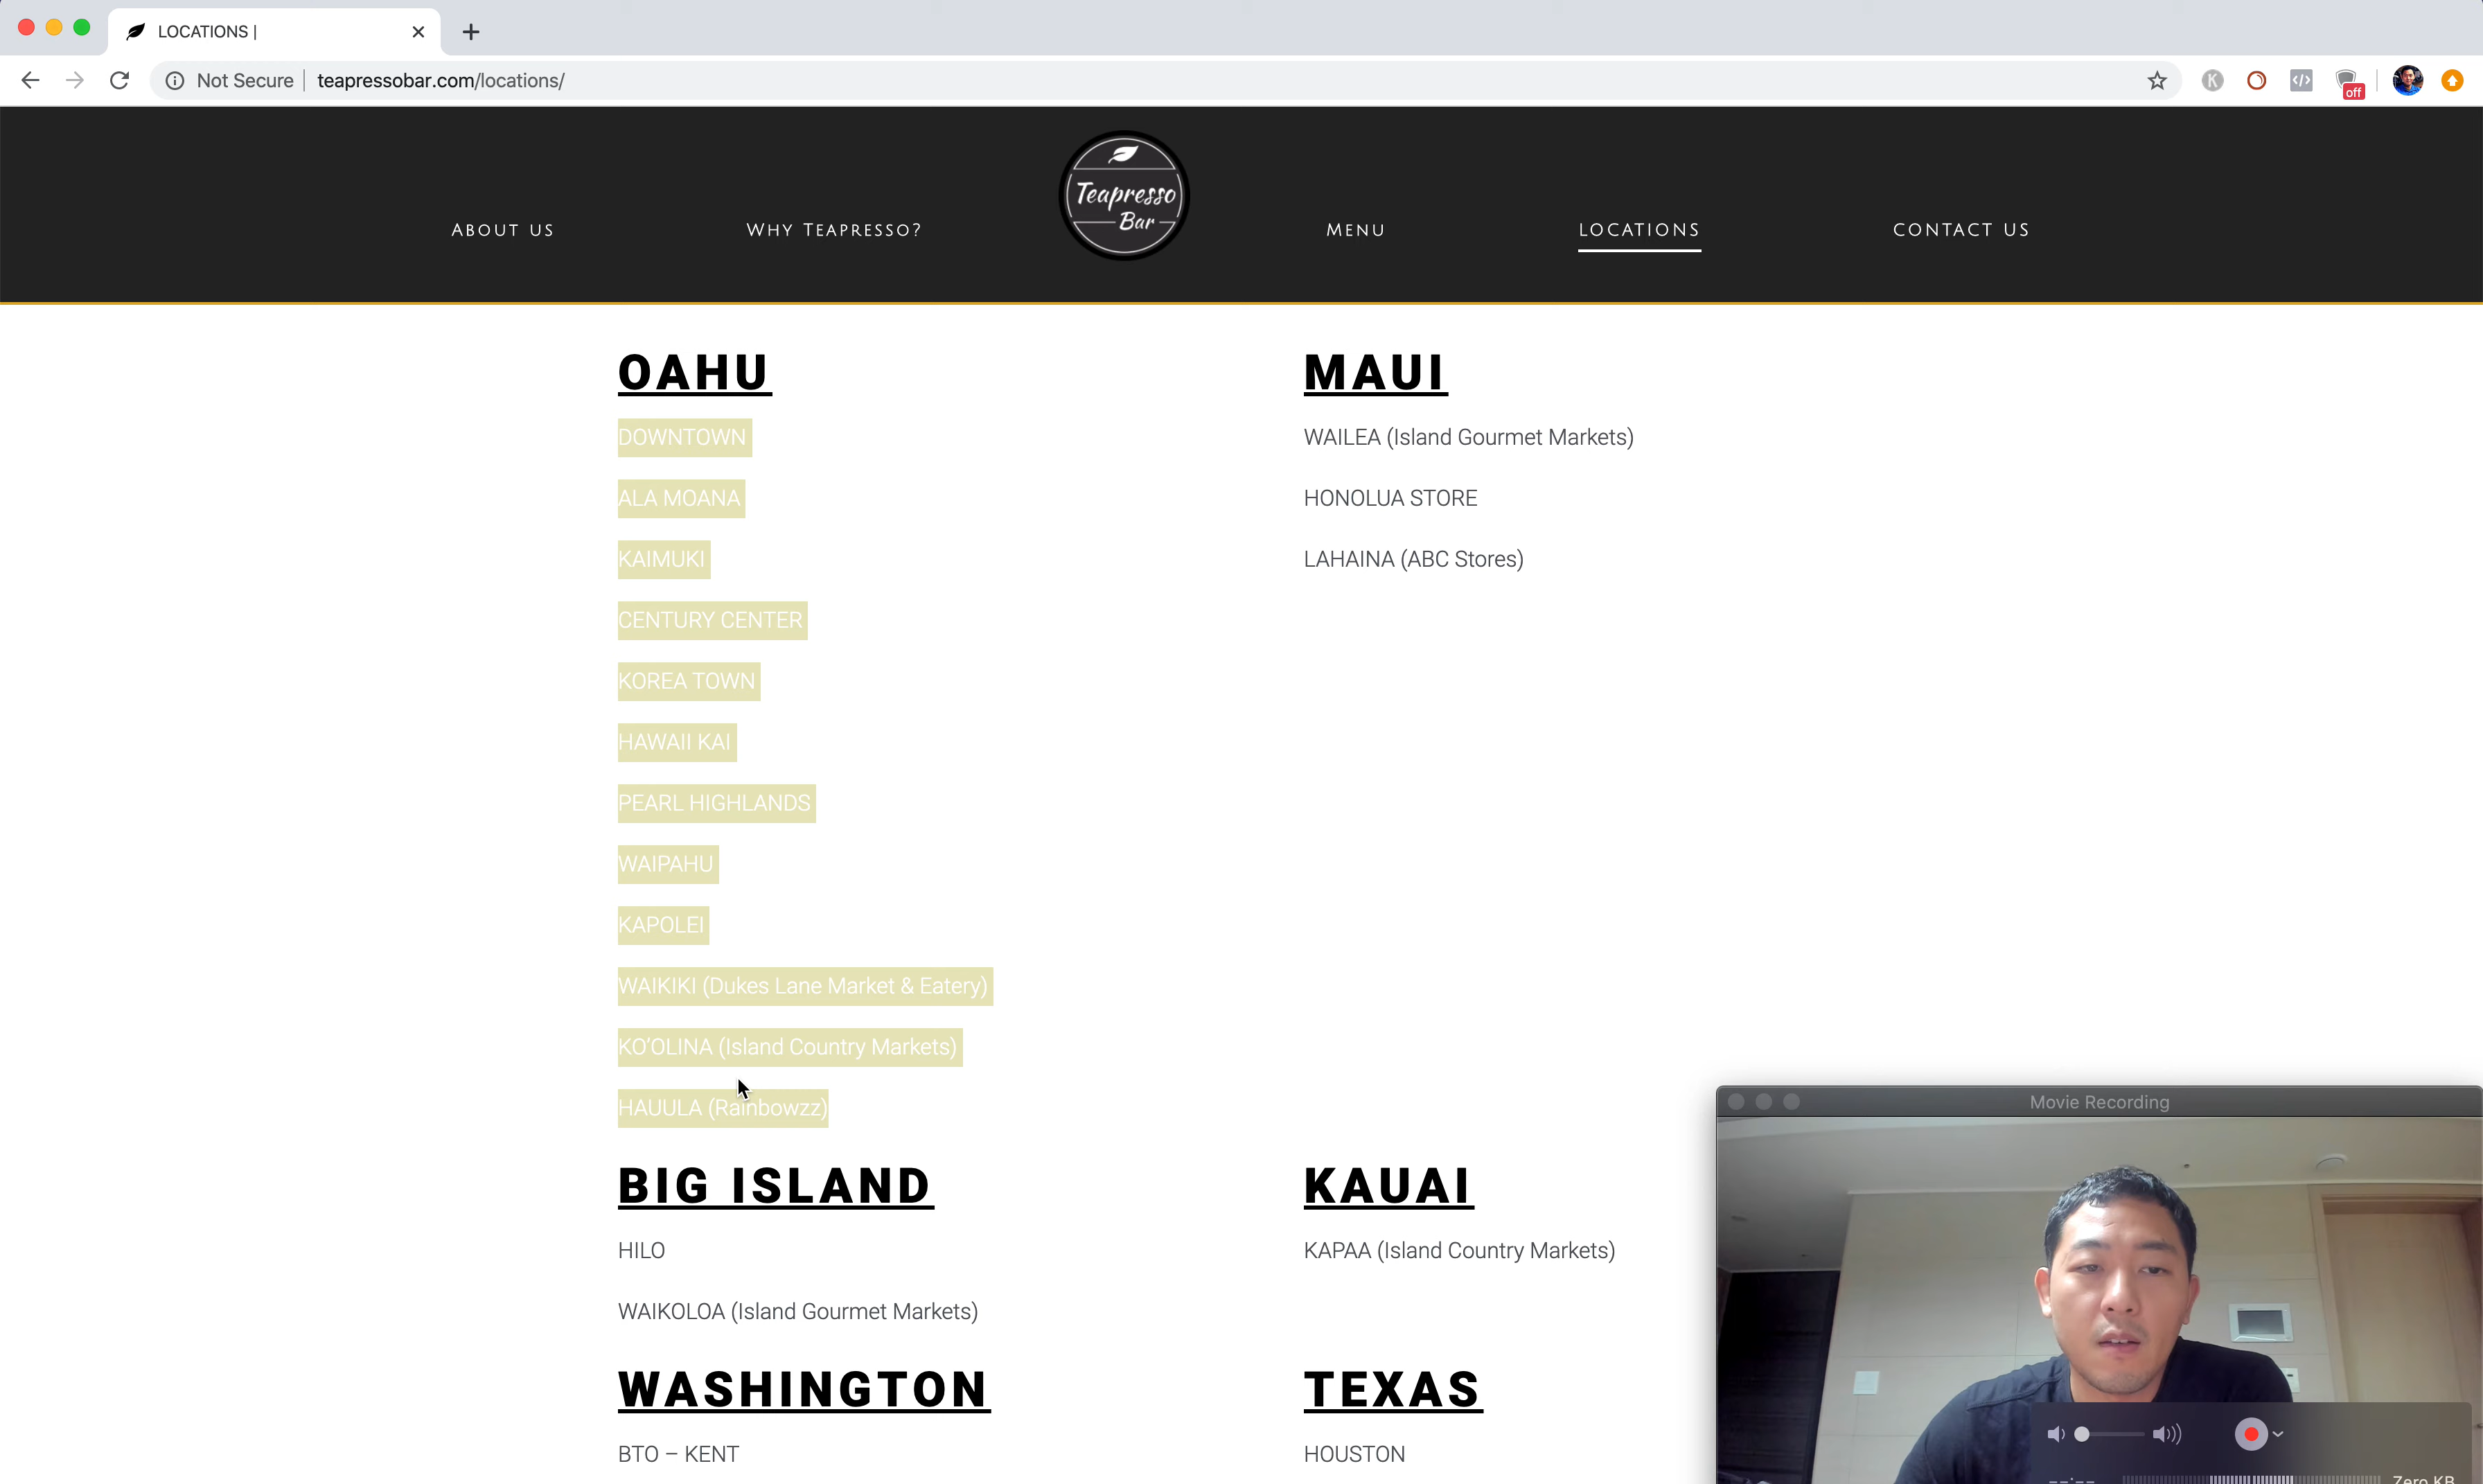 LOCATIONS |
Not Secure
teapressobar.com/locations/
K
off
ABOUT US
WHY TEAPRESSO?
Teapresso
Bar
MENU
LOCATIONS
CONTACT US
OAHU
DOWNTOWN
ALA MOANA
KAIMUKI
CENTURY CENTER
KOREA TOWN
HAWAII KAI
PEARL HIGHLANDS
WAIPAHU
KAPOLEI
WAIKIKI (Dukes Lane Market & Eatery)
KO’OLINA (Island Country Markets)
HAUULA (Rainbowzz)
MAUI
WAILEA (Island Gourmet Markets)
HONOLUA STORE
LAHAINA (ABC Stores)
BIG ISLAND
HILO
WAIKOLOA (Island Gourmet Markets)
KAUAI
KAPAA (Island Country Markets)
WASHINGTON
BTO – KENT
TEXAS
HOUSTON
Movie Recording
--:--
Zero KB